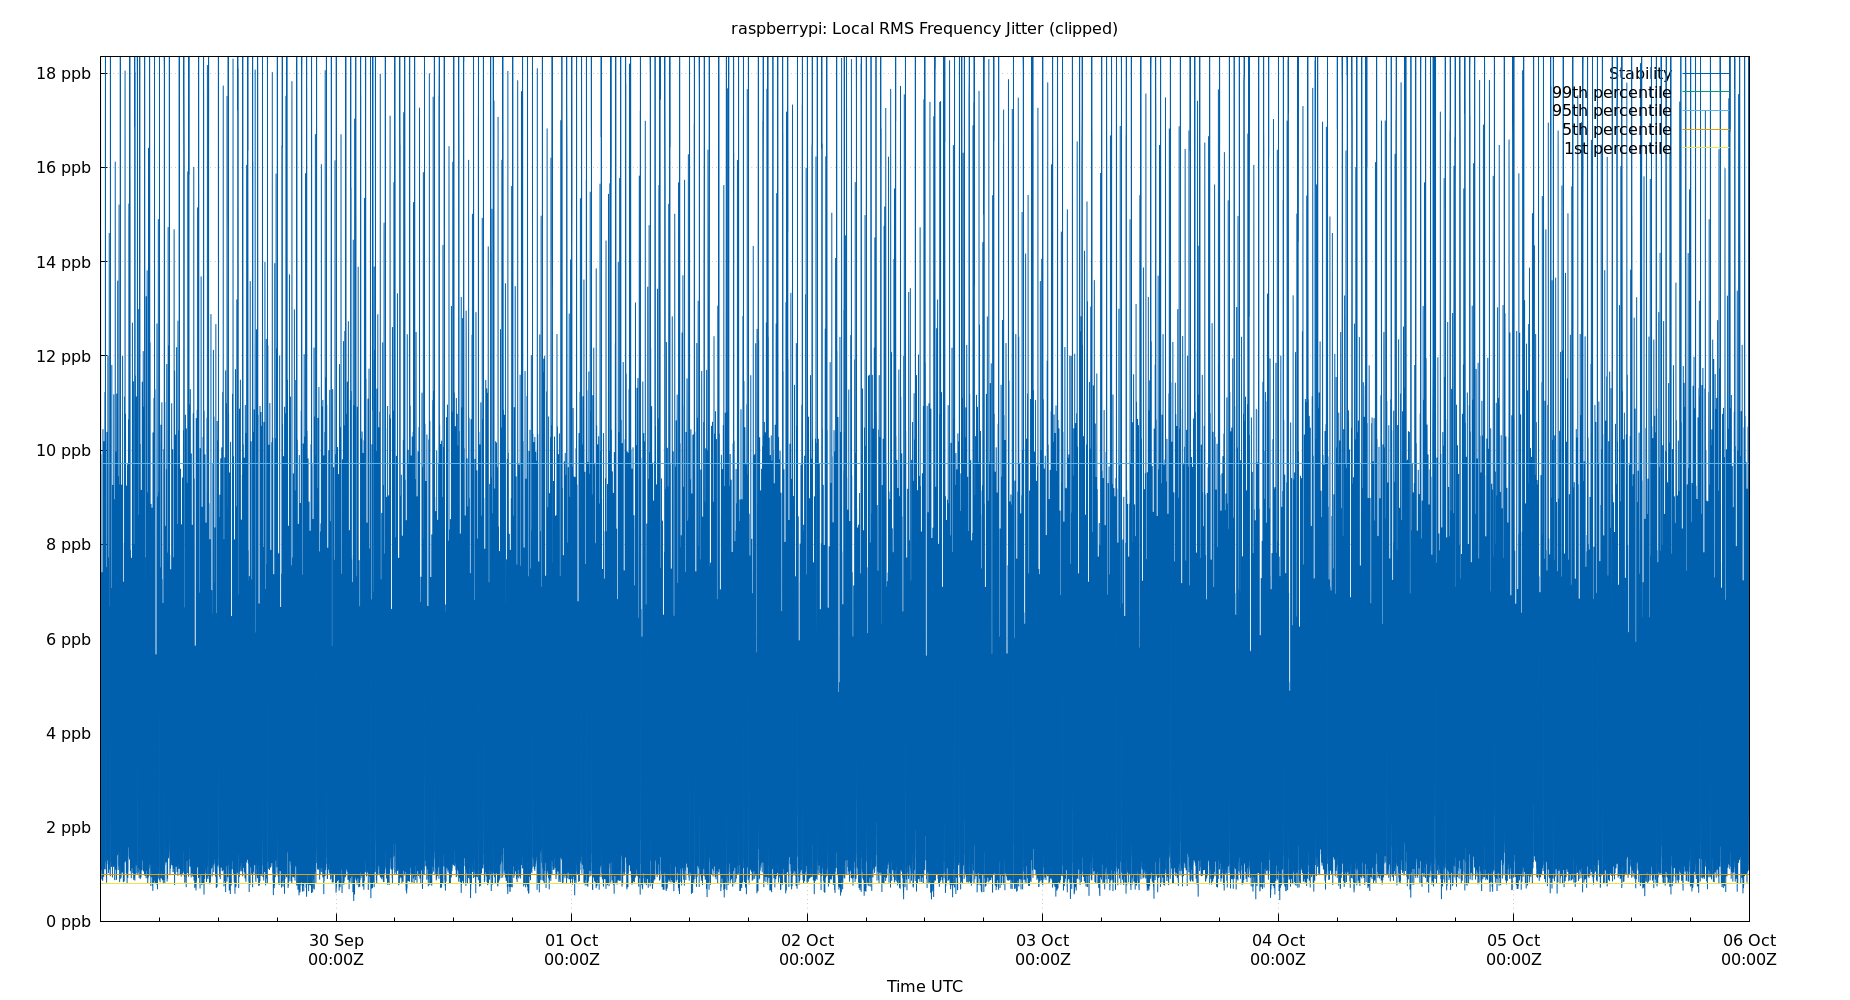 raspberrypi: Local RMS Frequency Jitter (clipped)
18 ppb
16 ppb
14 ppb
12 ppb
10 ppb
8 ppb
6 ppb
4 ppb
2 ppb
0 ppb
Stability
99th percentile
95th percentile
5th percentile
1st percentile
30 Sep
00:00Z
01 Oct
00:00Z
02 Oct
00:00Z
03 Oct
00:00Z
04 Oct
00:00Z
05 Oct
00:00Z
06 Oct
00:00Z
Time UTC